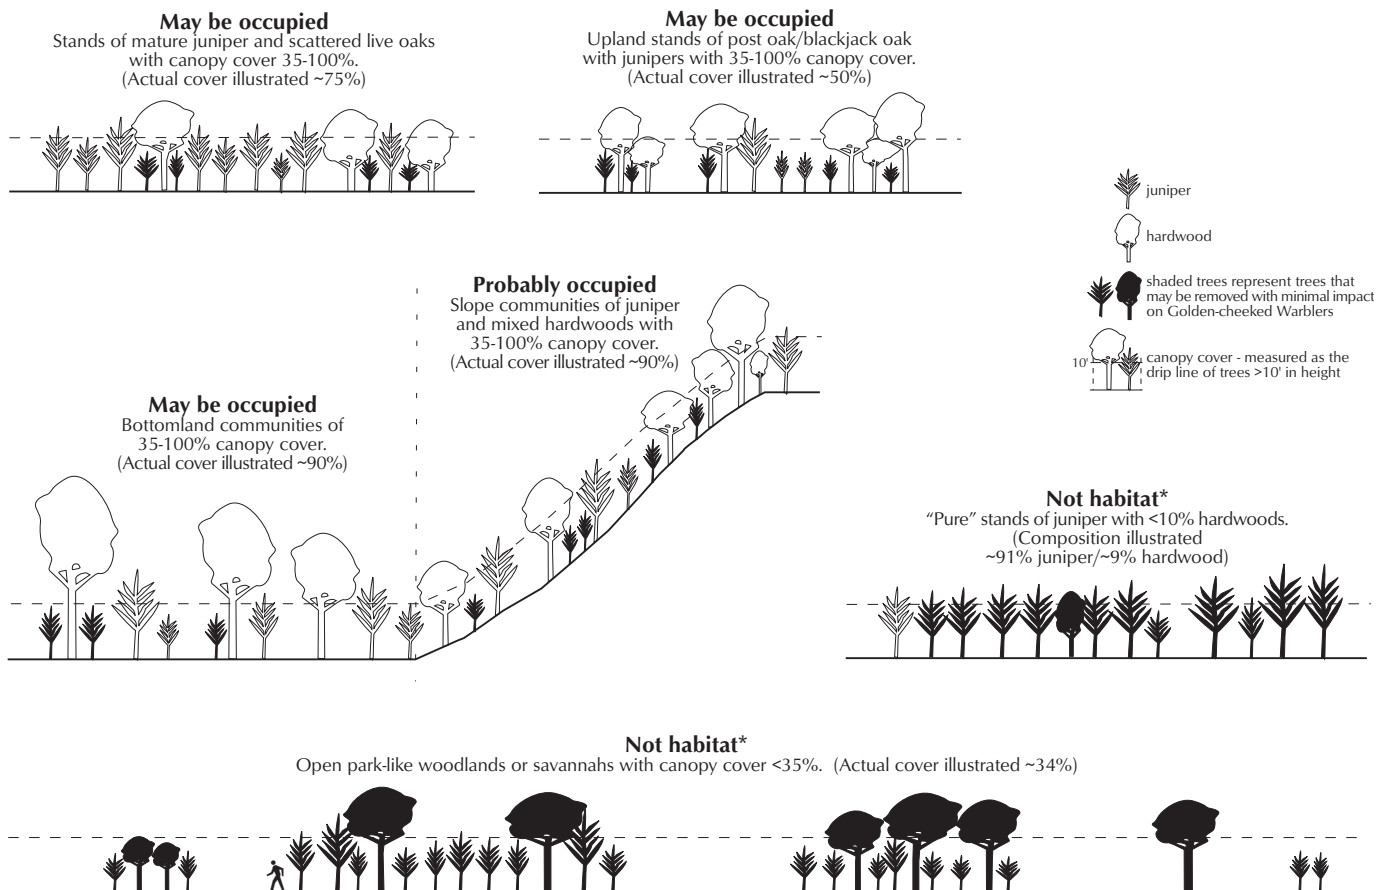 May be occupied
Stands of mature juniper and scattered live oaks
with canopy cover 35-100%.
(Actual cover illustrated ~75%)
May be occupied
Upland stands of post oak/blackjack oak
with junipers with 35-100% canopy cover.
(Actual cover illustrated ~50%)
juniper
hardwood
shaded trees represent trees that
may be removed with minimal impact
on Golden-cheeked Warblers
10'
canopy cover - measured as the
drip line of trees >10' in height
Probably occupied
Slope communities of juniper
and mixed hardwoods with
35-100% canopy cover.
(Actual cover illustrated ~90%)
May be occupied
Bottomland communities of
35-100% canopy cover.
(Actual cover illustrated ~90%)
Not habitat*
“Pure” stands of juniper with <10% hardwoods.
(Composition illustrated
~91% juniper/~9% hardwood)
Not habitat*
Open park-like woodlands or savannahs with canopy cover <35%. (Actual cover illustrated ~34%)